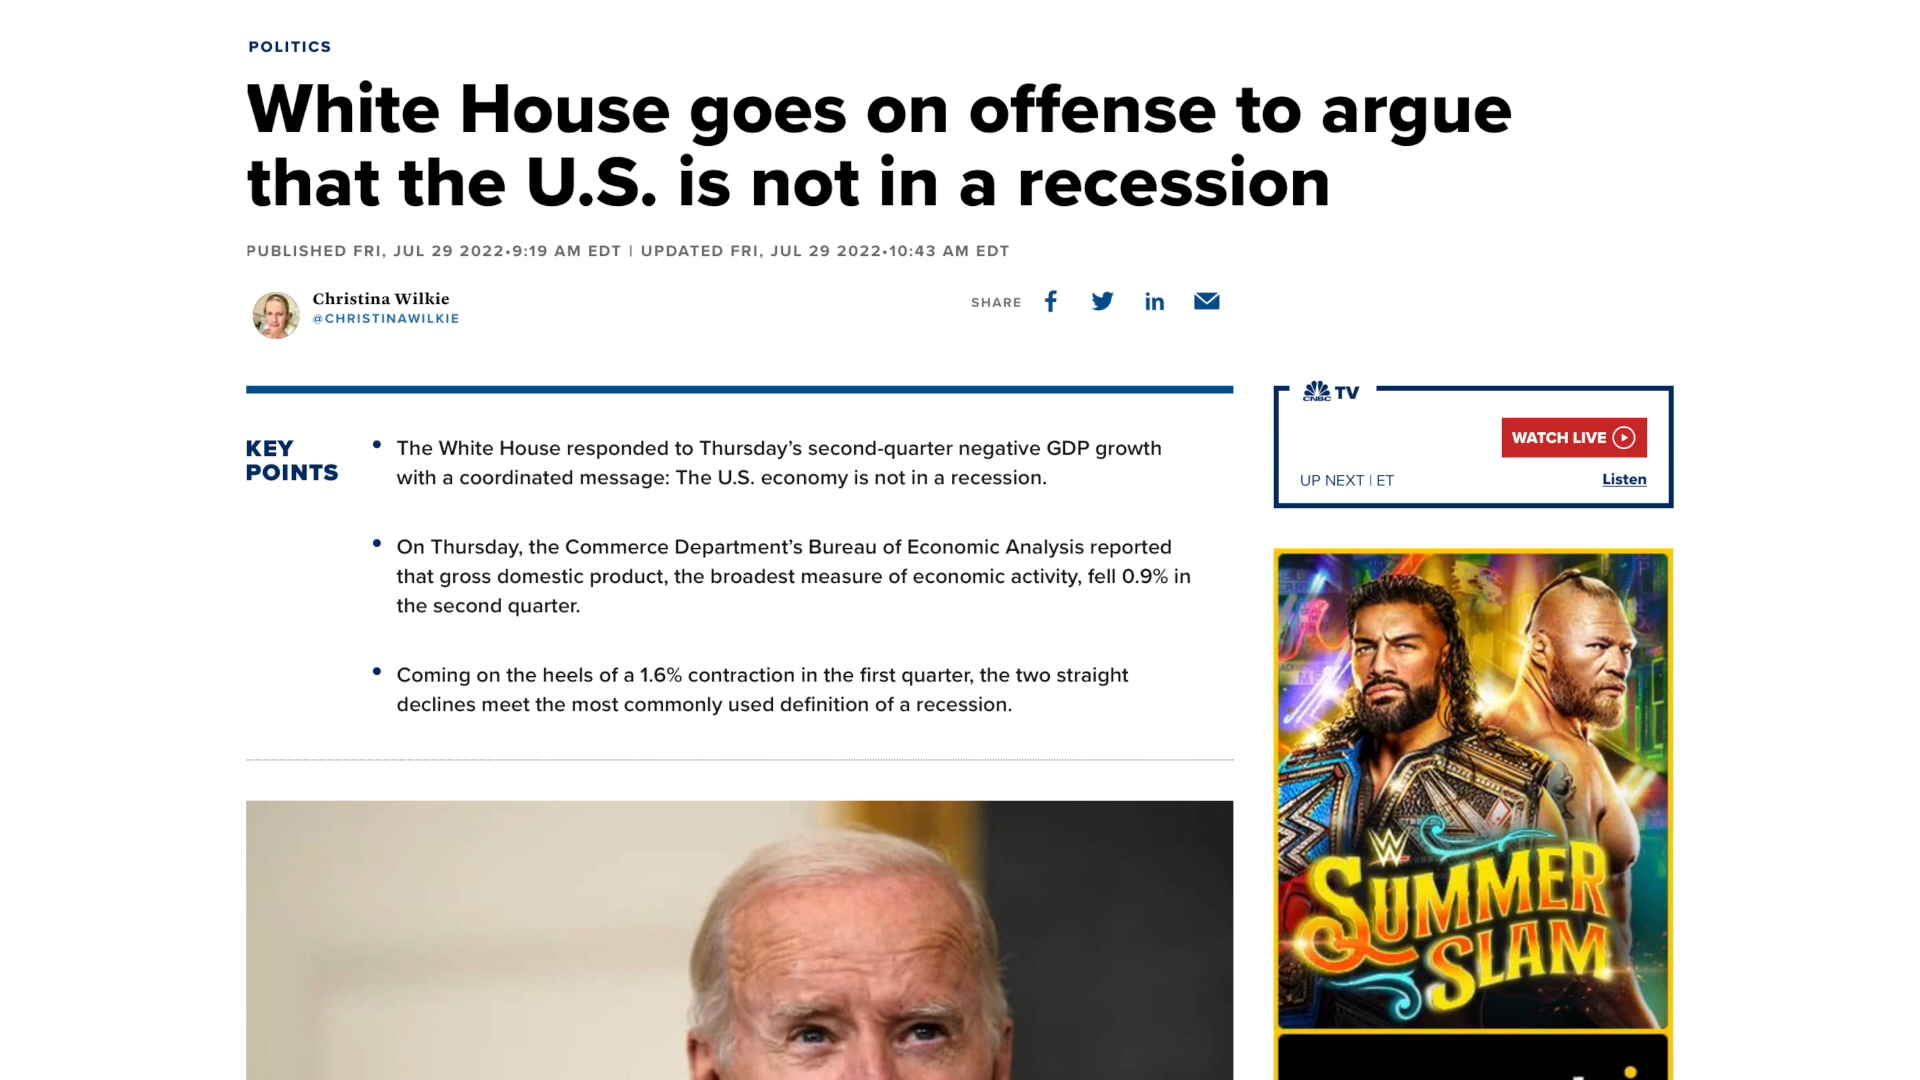 POLITICS
White House goes on offense to argue
that the U.S. is not in a recession
PUBLISHED FRI, JUL 29 2022•9:19 AM EDT | UPDATED FRI, JUL 29 2022•10:43 AM EDT
Christina Wilkie
@CHRISTINAWILKIE
SHARE
KEY
POINTS
• The White House responded to Thursday’s second-quarter negative GDP growth
with a coordinated message: The U.S. economy is not in a recession.
• On Thursday, the Commerce Department’s Bureau of Economic Analysis reported
that gross domestic product, the broadest measure of economic activity, fell 0.9% in
the second quarter.
• Coming on the heels of a 1.6% contraction in the first quarter, the two straight
declines meet the most commonly used definition of a recession.
CNBC TV
WATCH LIVE
UP NEXT | ET
Listen
W
SUMMER
SLAM